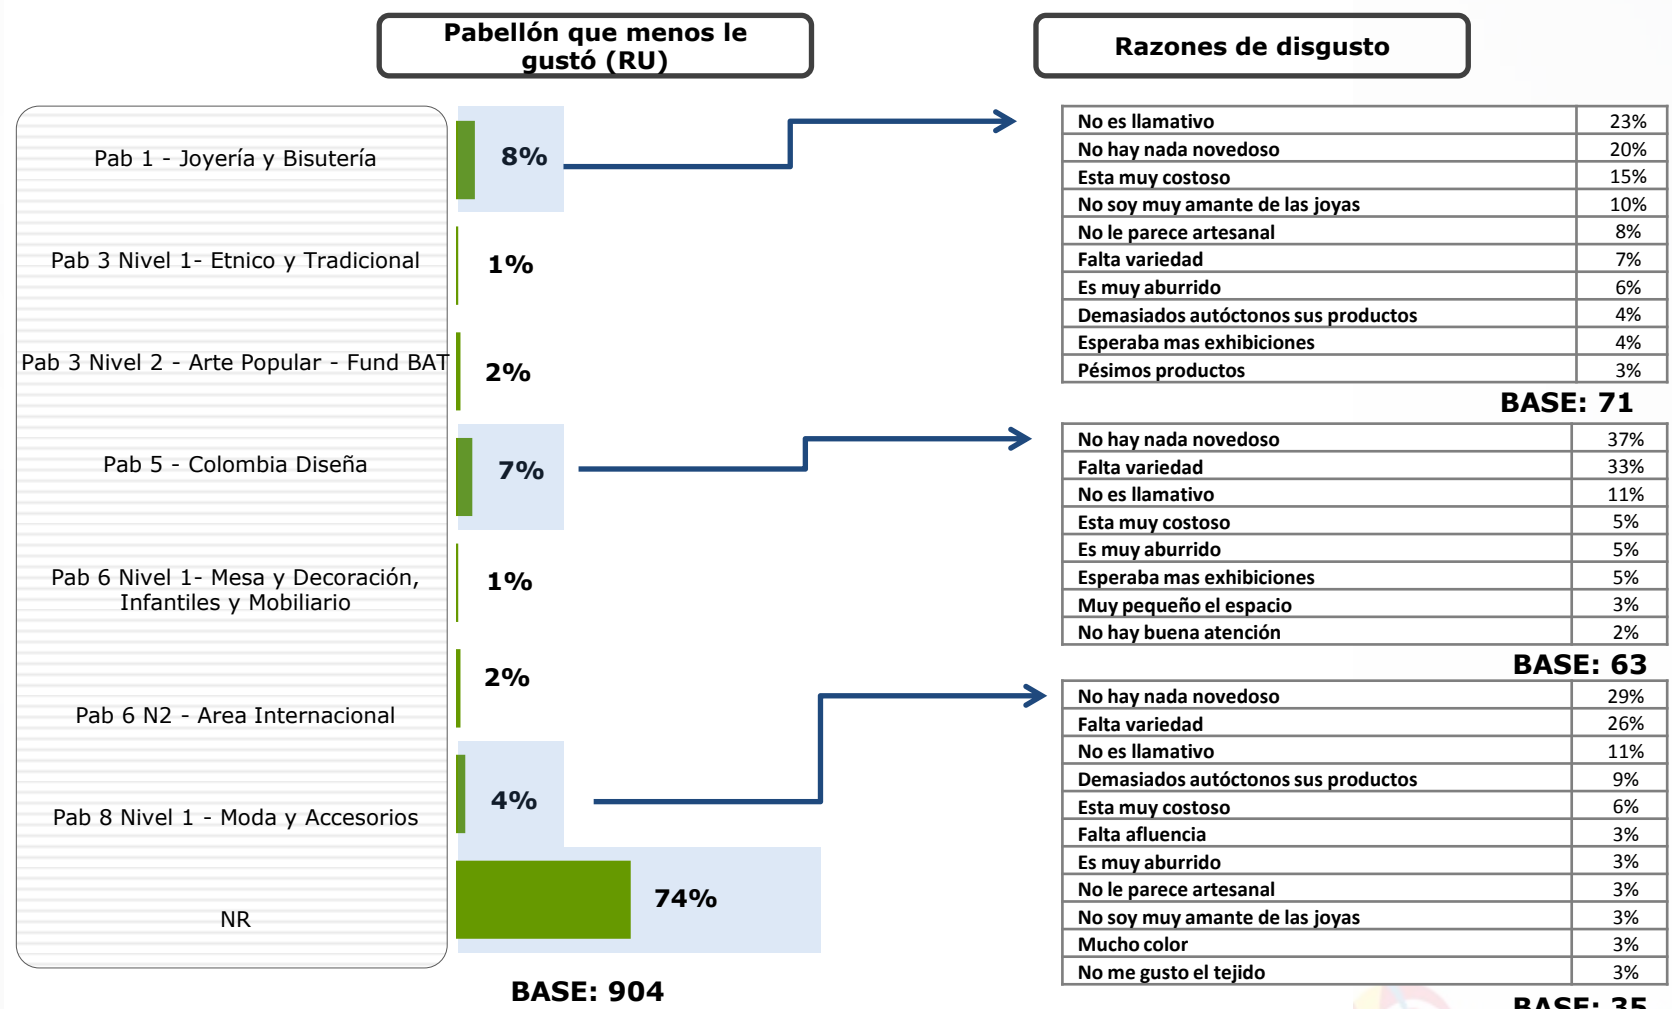 Pabellón que menos le
gustó (RU)
Razones de disgusto
Pab 1 - Joyería y Bisutería
8%
Pab 3 Nivel 1- Etnico y Tradicional
1%
Pab 3 Nivel 2 - Arte Popular - Fund BAT
2%
Pab 5 - Colombia Diseña
7%
Pab 6 Nivel 1- Mesa y Decoración,
Infantiles y Mobiliario
1%
Pab 6 N2 - Area Internacional
2%
Pab 8 Nivel 1 - Moda y Accesorios
4%
NR
74%
BASE: 904
No es llamativo 23%
No hay nada novedoso 20%
Esta muy costoso 15%
No soy muy amante de las joyas 10%
No le parece artesanal 8%
Falta variedad 7%
Es muy aburrido 6%
Demasiados autóctonos sus productos 4%
Esperaba mas exhibiciones 4%
Pésimos productos 3%
BASE: 71
No hay nada novedoso 37%
Falta variedad 33%
No es llamativo 11%
Esta muy costoso 5%
Es muy aburrido 5%
Esperaba mas exhibiciones 5%
Muy pequeño el espacio 3%
No hay buena atención 2%
BASE: 63
No hay nada novedoso 29%
Falta variedad 26%
No es llamativo 11%
Demasiados autóctonos sus productos 9%
Esta muy costoso 6%
Falta afluencia 3%
Es muy aburrido 3%
No le parece artesanal 3%
No soy muy amante de las joyas 3%
Mucho color 3%
No me gusto el tejido 3%
BASE: 35